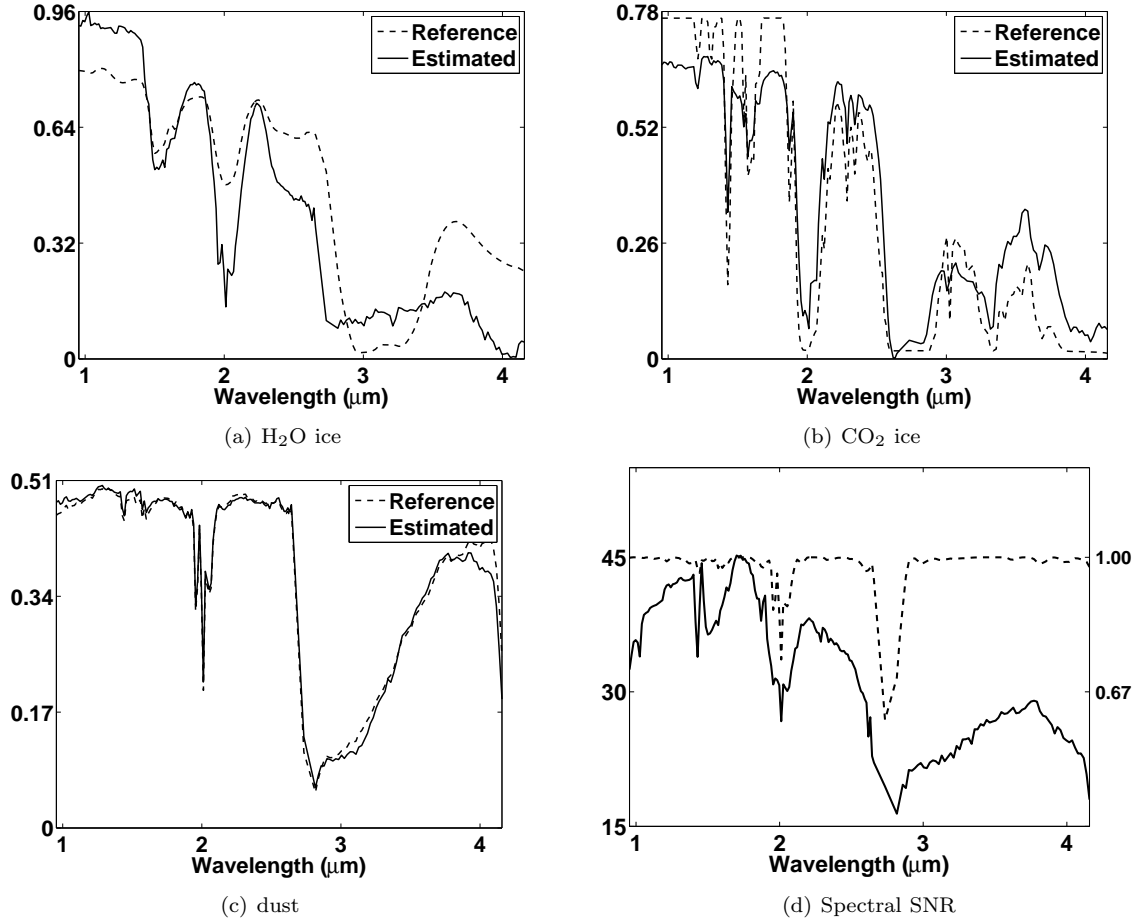 0.96
0.64
0.32
0
1 2 3 4
Wavelength (μm)
Reference
Estimated
(a) H₂O ice
0.78
0.52
0.26
0
1 2 3 4
Wavelength (μm)
Reference
Estimated
(b) CO₂ ice
0.51
0.34
0.17
0
1 2 3 4
Wavelength (μm)
Reference
Estimated
(c) dust
45
30
15
1.00
0.67
1 2 3 4
Wavelength (μm)
(d) Spectral SNR